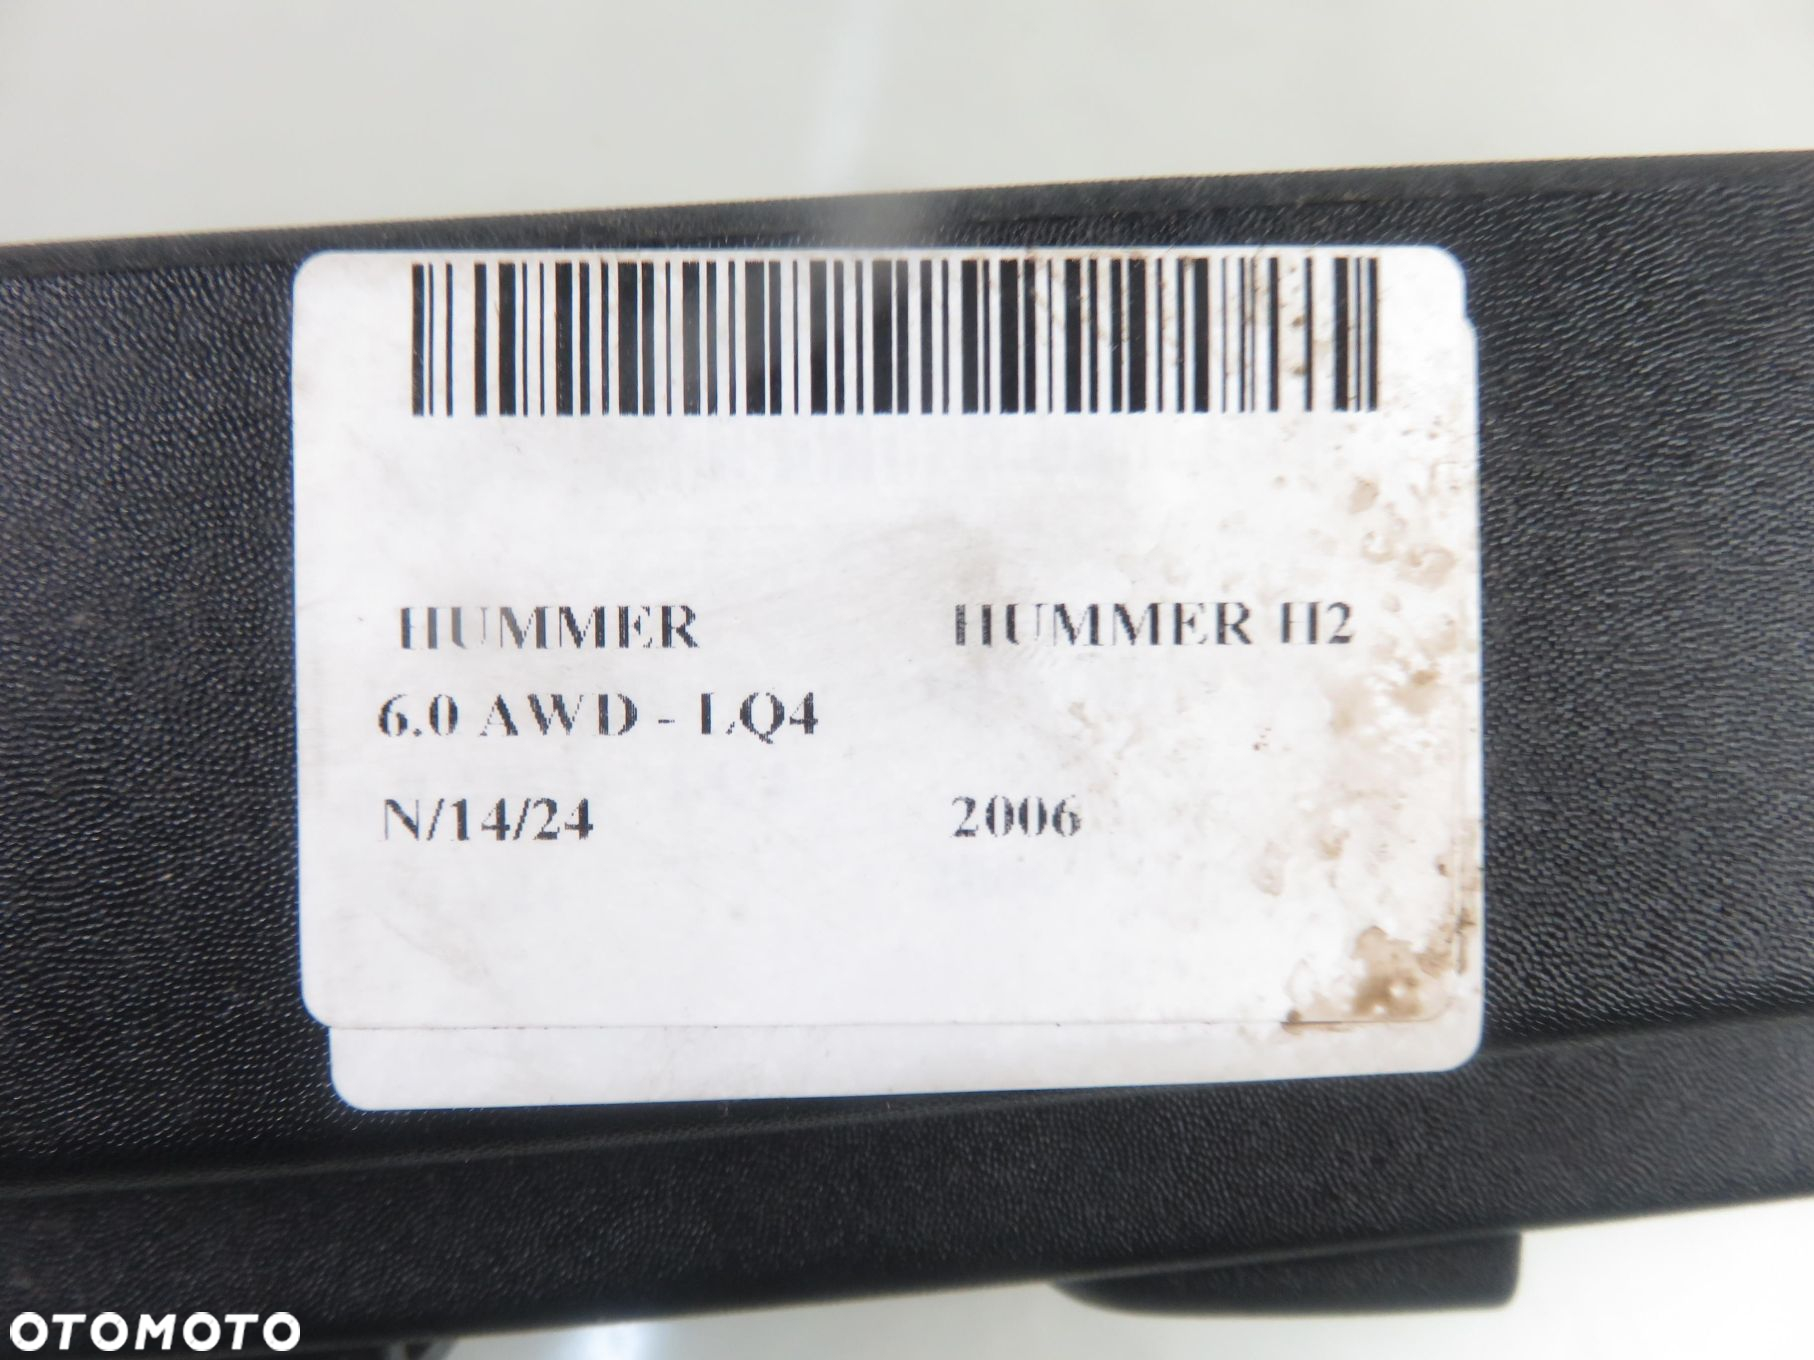 HUMMER HUMMER H2
6.0 AWD - LQ4
N/14/24 2006
OTOMOTO